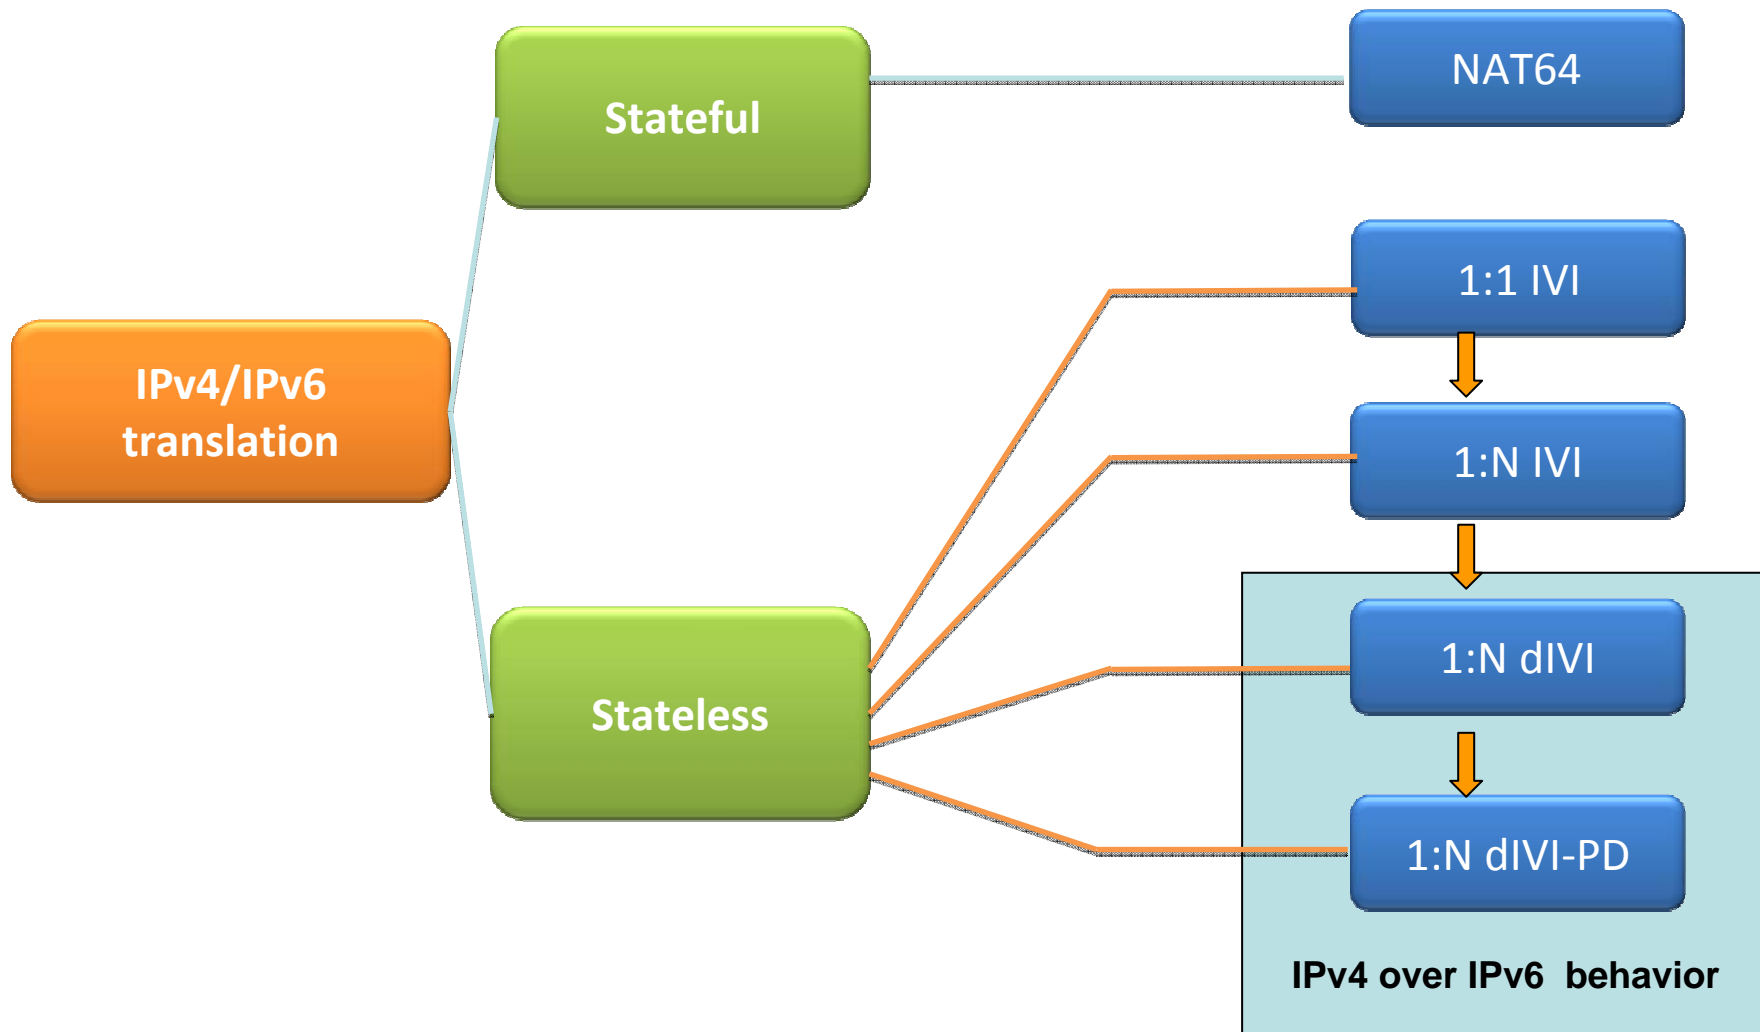 Stateful
NAT64
1:1 IVI
IPv4/IPv6
translation
1:N IVI
Stateless
1:N dIVI
1:N dIVI-PD
IPv4 over IPv6 behavior